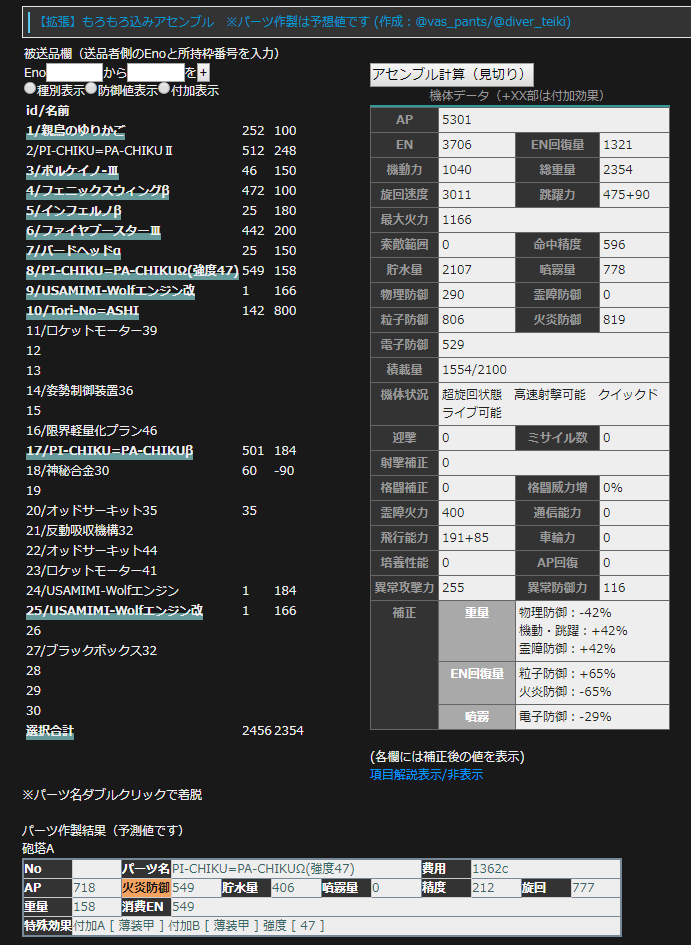 【拡張】もろもろ込みアセンブル　※パーツ作製は予想値です (作成：@vas_pants/@diver_teiki)
被送品欄（送品者側のEnoと所持枠番号を入力）
Eno から を +
種別表示 防御値表示 付加表示
id/名前
1/親鳥のゆりかご 252 100
2/PI-CHIKU=PA-CHIKUⅡ 512 248
3/ボルケイノ-Ⅲ 46 150
4/フェニックスウィングβ 472 100
5/インフェルノβ 25 180
6/ファイヤブースターⅢ 442 200
7/バードヘッドα 25 150
8/PI-CHIKU=PA-CHIKUΩ(強度47) 549 158
9/USAMIMI-Wolfエンジン改 1 166
10/Tori-No=ASHI 142 800
11/ロケットモーター39
12
13
14/姿勢制御装置36
15
16/限界軽量化プラン46
17/PI-CHIKU=PA-CHIKUβ 501 184
18/神秘合金30 60 -90
19
20/オッドサーキット35 35
21/反動吸収機構32
22/オッドサーキット44
23/ロケットモーター41
24/USAMIMI-Wolfエンジン 1 184
25/USAMIMI-Wolfエンジン改 1 166
26
27/ブラックボックス32
28
29
30
選択合計 2456 2354
※パーツ名ダブルクリックで着脱
アセンブル計算（見切り）
機体データ（+XX部は付加効果）
AP 5301
EN 3706 EN回復量 1321
機動力 1040 総重量 2354
旋回速度 3011 跳躍力 475+90
最大火力 1166
索敵範囲 0 命中精度 596
貯水量 2107 噴霧量 778
物理防御 290 霊障防御 0
粒子防御 806 火炎防御 819
電子防御 529
積載量 1554/2100
機体状況 超旋回状態　高速射撃可能　クイックド
ライブ可能
迎撃 0 ミサイル数 0
射撃補正 0
格闘補正 0 格闘威力増 0%
霊障火力 400 通信能力 0
飛行能力 191+85 車輪力 0
培養性能 0 AP回復 0
異常攻撃力 255 異常防御力 116
補正 重量 物理防御：-42%
機動・跳躍：+42%
霊障防御：+42%
EN回復量 粒子防御：+65%
火炎防御：-65%
噴霧 電子防御：-29%
(各欄には補正後の値を表示)
項目解説表示/非表示
パーツ作製結果（予測値です）
砲塔A
No パーツ名 PI-CHIKU=PA-CHIKUΩ(強度47) 費用 1362c
AP 718 火炎防御 549 貯水量 406 噴霧量 0 精度 212 旋回 777
重量 158 消費EN 549
特殊効果 付加A [ 薄装甲 ] 付加B [ 薄装甲 ] 強度 [ 47 ]